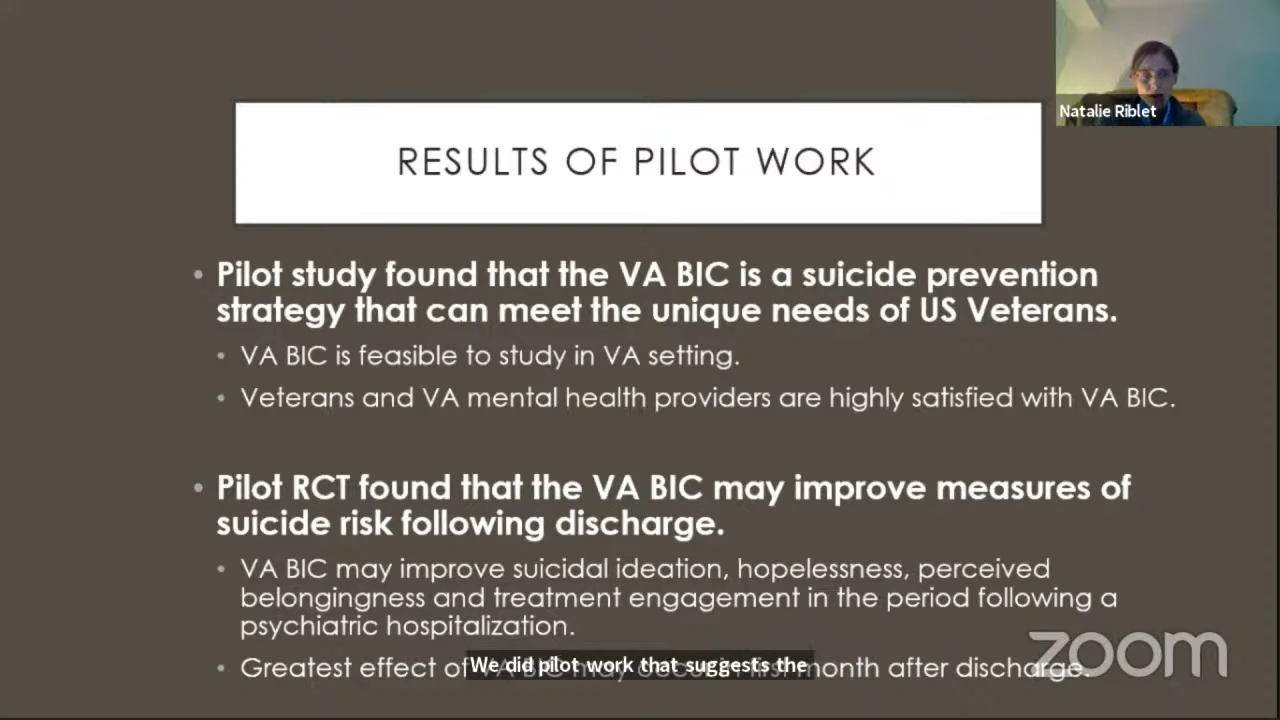 Natalie Riblet
RESULTS OF PILOT WORK
• Pilot study found that the VA BIC is a suicide prevention
strategy that can meet the unique needs of US Veterans.
• VA BIC is feasible to study in VA setting.
• Veterans and VA mental health providers are highly satisfied with VA BIC.
• Pilot RCT found that the VA BIC may improve measures of
suicide risk following discharge.
• VA BIC may improve suicidal ideation, hopelessness, perceived
belongingness and treatment engagement in the period following a
psychiatric hospitalization.
• Greatest effect of VA BIC may occur in first month after discharge.
We did pilot work that suggests the
zoom